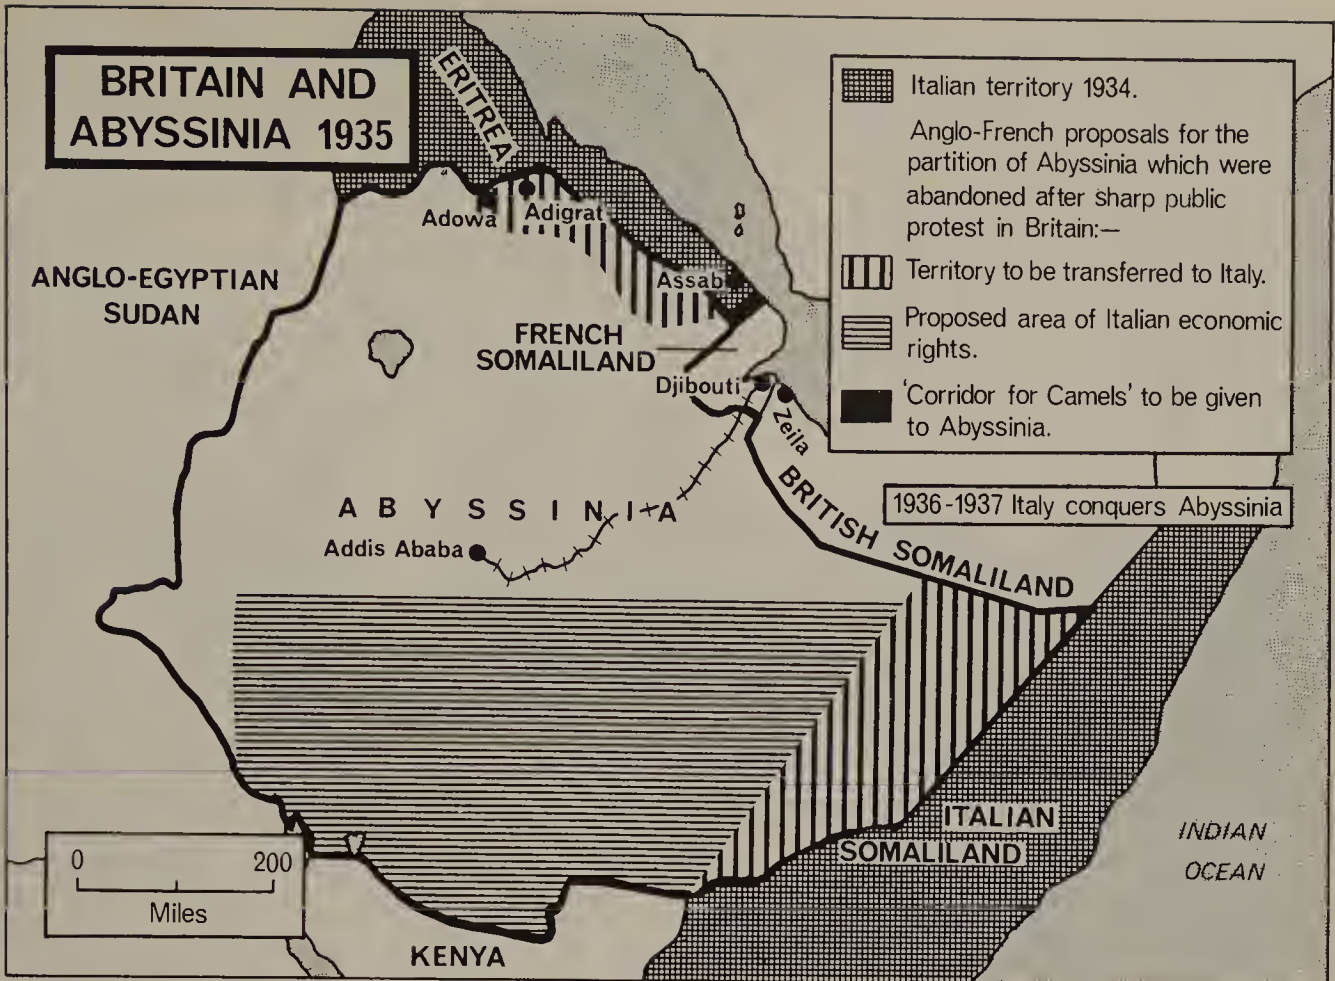 BRITAIN AND
ABYSSINIA 1935
Italian territory 1934.
Anglo-French proposals for the
partition of Abyssinia which were
abandoned after sharp public
protest in Britain:—
Territory to be transferred to Italy.
Proposed area of Italian economic
rights.
'Corridor for Camels' to be given
to Abyssinia.
1936-1937 Italy conquers Abyssinia
ERITREA
Adowa
Adigrat
ANGLO-EGYPTIAN
SUDAN
Assab
FRENCH
SOMALILAND
Djibouti
Zeila
ABYSSINIA
Addis Ababa
BRITISH SOMALILAND
ITALIAN
SOMALILAND
INDIAN
OCEAN
0 200
Miles
KENYA